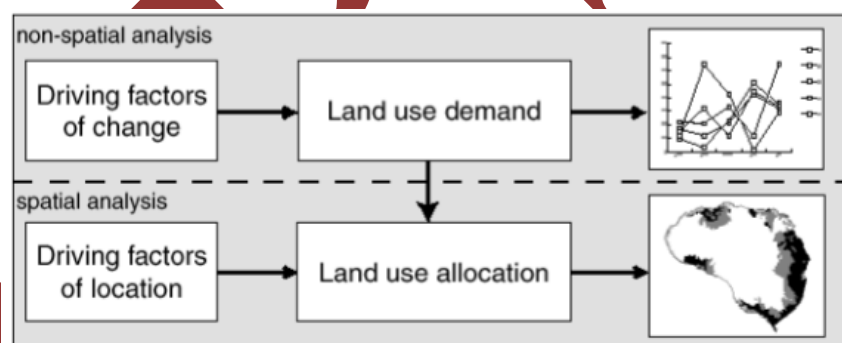 non-spatial analysis
Driving factors
of change
Land use demand
spatial analysis
Driving factors
of location
Land use allocation